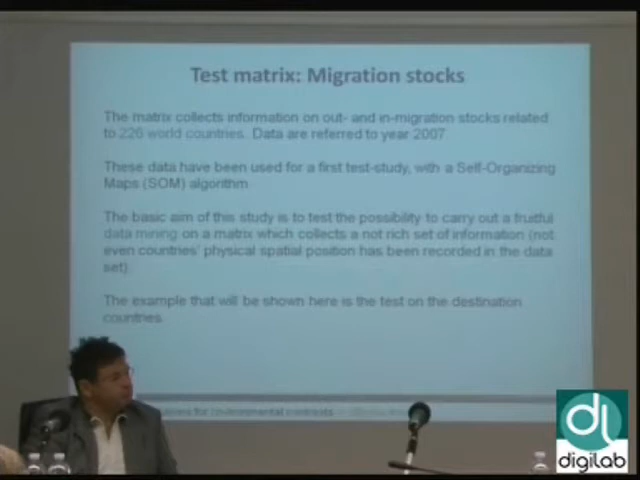 Test matrix: Migration stocks
The matrix collects information on out- and in-migration stocks related
to 226 world countries. Data are referred to year 2007
These data have been used for a first test-study, with a Self-Organizing
Maps (SOM) algorithm
The basic aim of this study is to test the possibility to carry out a fruitful
data mining on a matrix which collects a not rich set of information (not
even countries' physical spatial position has been recorded in the data
set)
The example that will be shown here is the test on the destination
countries.
for Environmental contrasts
dl
digilab